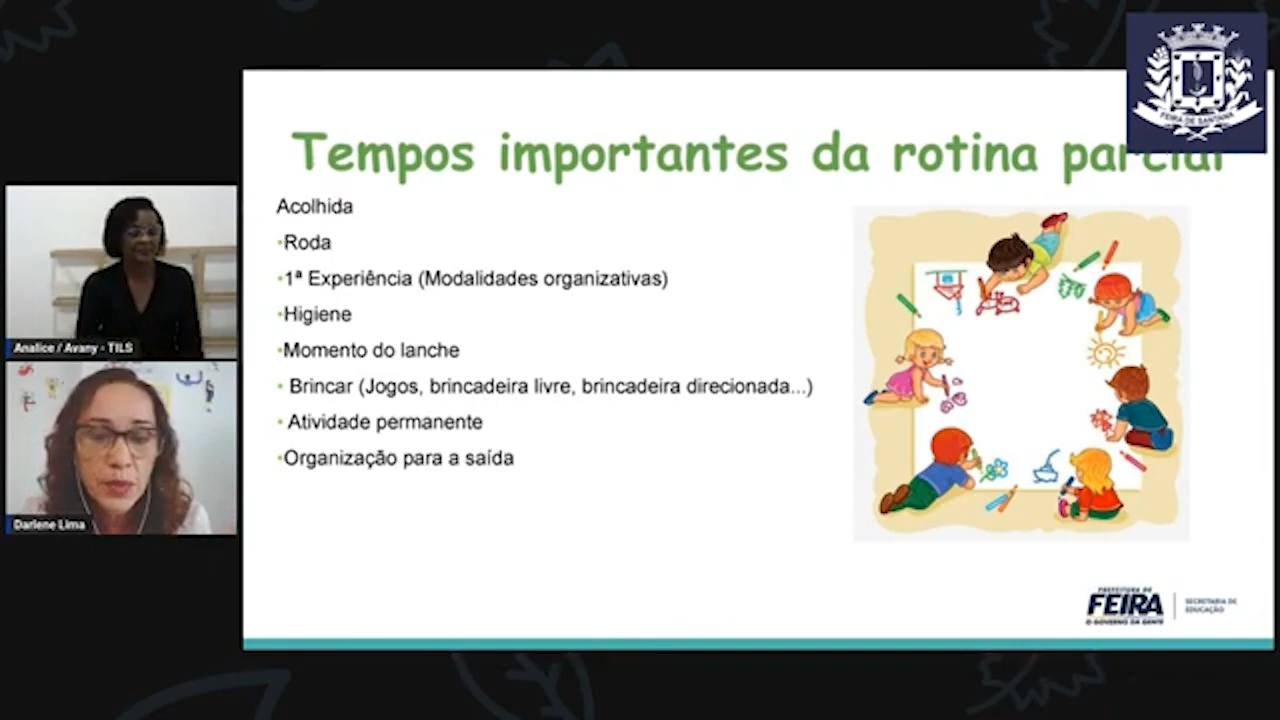 FEIRA DE SANTANA
Tempos importantes da rotina parcial
Acolhida
•Roda
•1ª Experiência (Modalidades organizativas)
•Higiene
•Momento do lanche
• Brincar (Jogos, brincadeira livre, brincadeira direcionada...)
• Atividade permanente
•Organização para a saída
Analice / Avany - TILS
Darlene Lima
PREFEITURA DE
FEIRA
O GOVERNO DA GENTE
SECRETARIA DE
EDUCAÇÃO